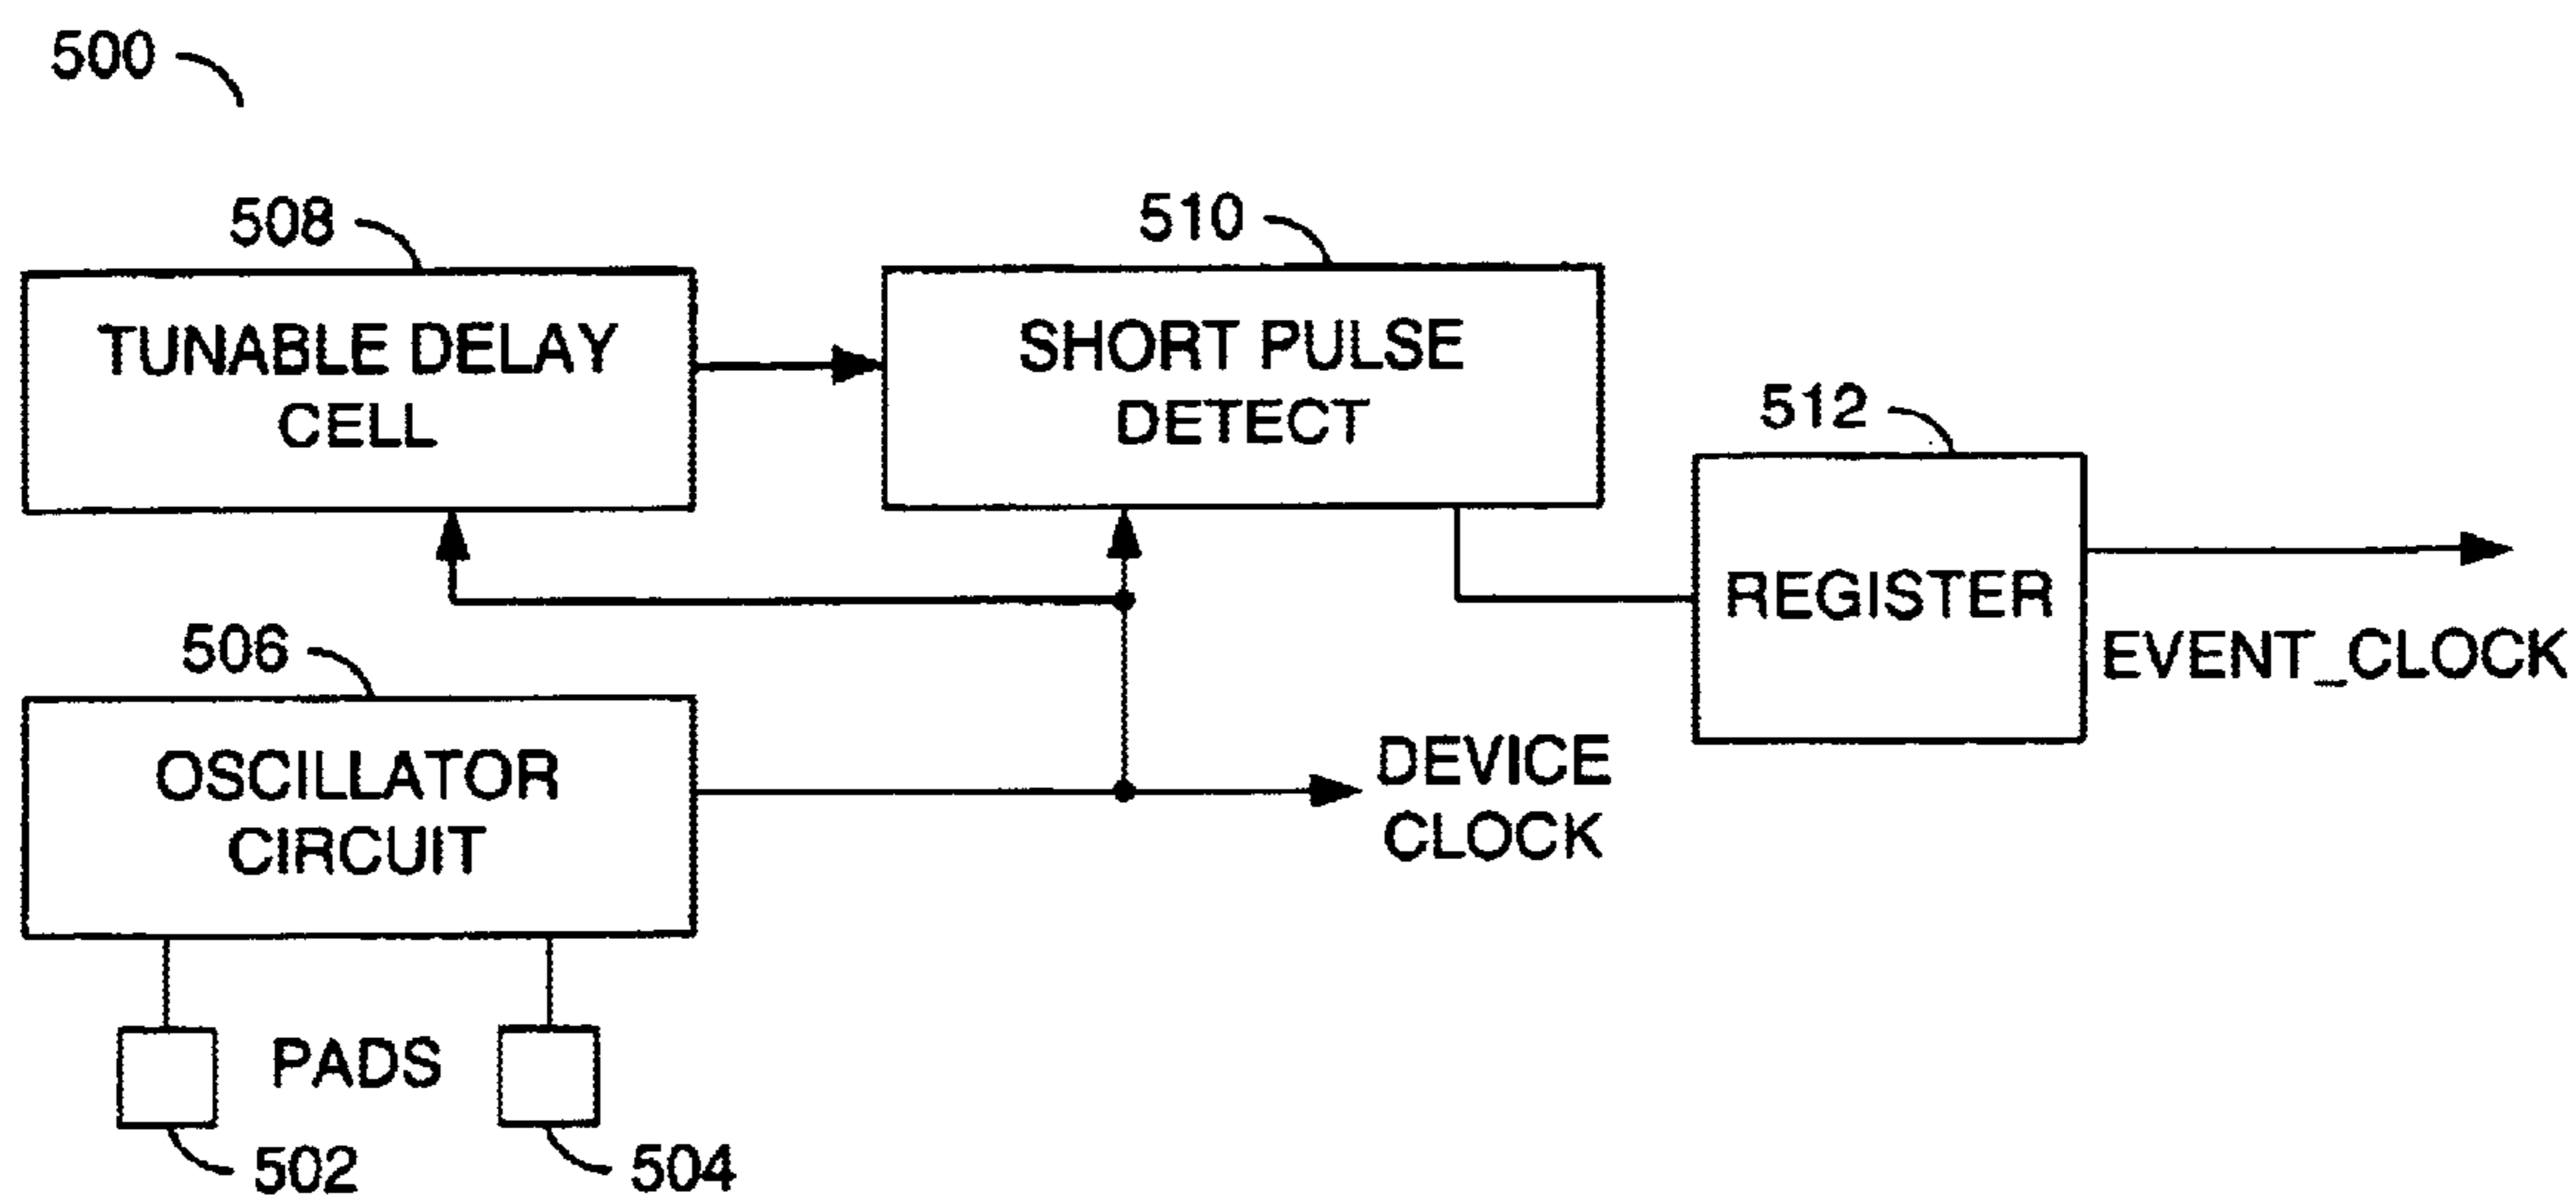 500
508
510
TUNABLE DELAY
CELL
SHORT PULSE
DETECT
512
REGISTER
EVENT_CLOCK
506
OSCILLATOR
CIRCUIT
DEVICE
CLOCK
PADS
502
504